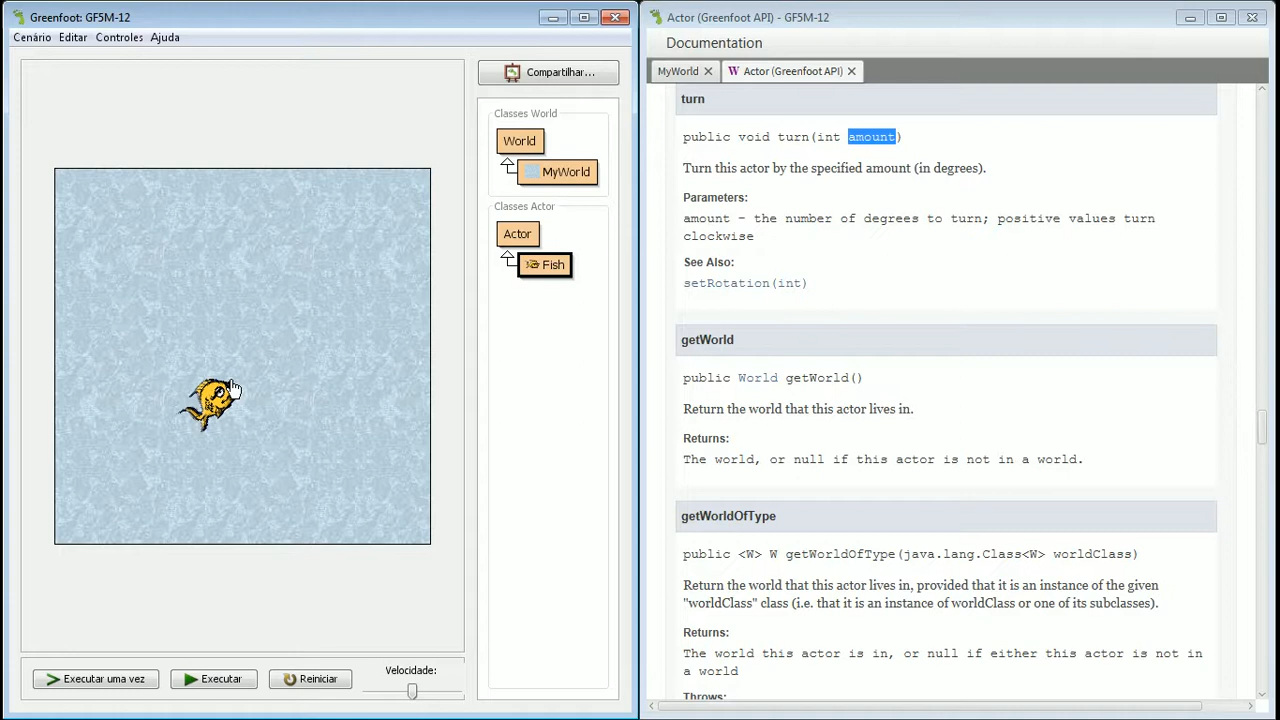 Greenfoot: GF5M-12
Cenário Editar Controles Ajuda
Compartilhar...
Classes World
World
MyWorld
Classes Actor
Actor
Fish
Executar uma vez
Executar
Reiniciar
Velocidade:
Actor (Greenfoot API) - GF5M-12
Documentation
MyWorld
W Actor (Greenfoot API)
turn
public void turn(int amount)
Turn this actor by the specified amount (in degrees).
Parameters:
amount - the number of degrees to turn; positive values turn
clockwise
See Also:
setRotation(int)
getWorld
public World getWorld()
Return the world that this actor lives in.
Returns:
The world, or null if this actor is not in a world.
getWorldOfType
public <W> W getWorldOfType(java.lang.Class<W> worldClass)
Return the world that this actor lives in, provided that it is an instance of the given
"worldClass" class (i.e. that it is an instance of worldClass or one of its subclasses).
Returns:
The world this actor is in, or null if either this actor is not in
a world
Throws: